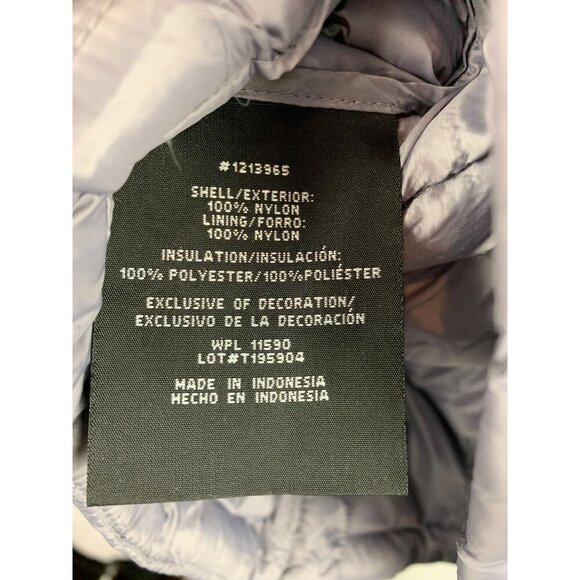 #1213965
SHELL/EXTERIOR:
100% NYLON
LINING/FORRO:
100% NYLON
INSULATION/INSULACIÓN:
100% POLYESTER/100%POLIÉSTER
EXCLUSIVE OF DECORATION/
EXCLUSIVO DE LA DECORACIÓN
WPL 11590
LOT#T195904
MADE IN INDONESIA
HECHO EN INDONESIA